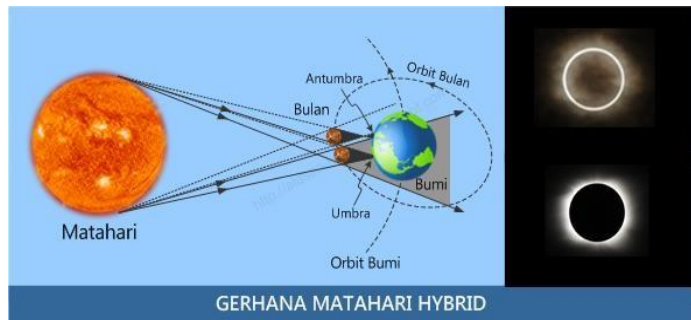 Orbit Bulan
Antumbra
Bulan
Matahari
Bumi
Umbra
Orbit Bumi
GERHANA MATAHARI HYBRID